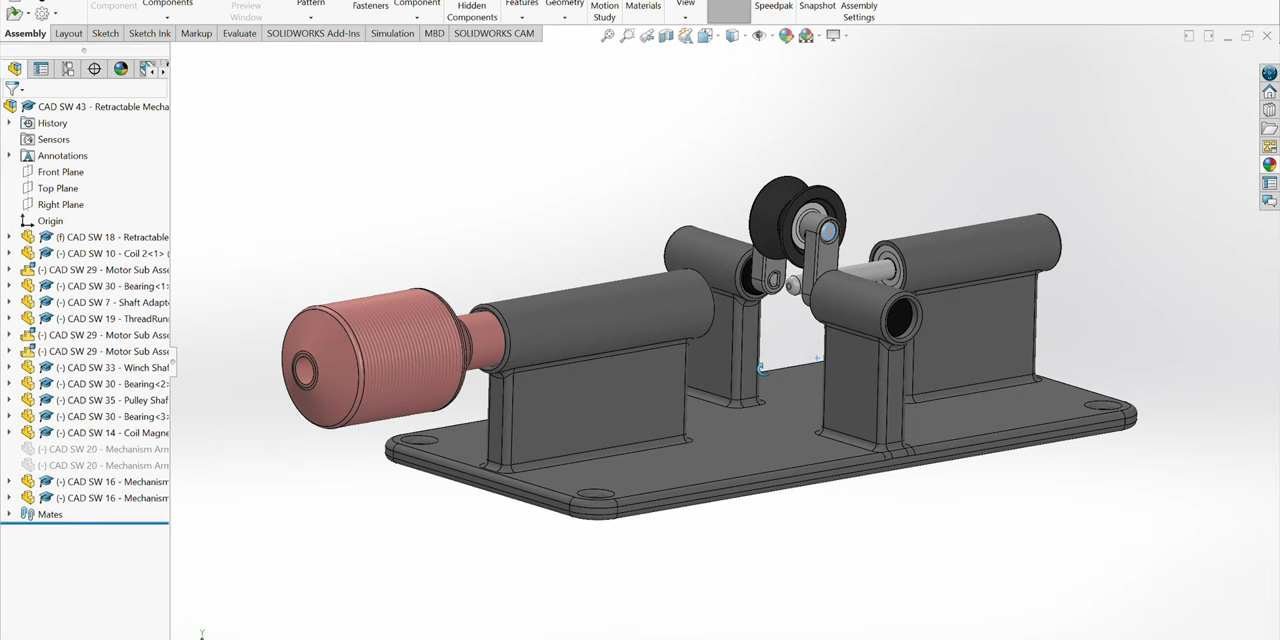 Component
Components
Preview
Window
Pattern
Fasteners
Component
Hidden
Components
Features
Geometry
Motion
Study
Materials
View
Speedpak
Snapshot
Assembly
Settings
Assembly Layout Sketch Sketch Ink Markup Evaluate SOLIDWORKS Add-Ins Simulation MBD SOLIDWORKS CAM
CAD SW 43 - Retractable Mecha
History
Sensors
Annotations
Front Plane
Top Plane
Right Plane
Origin
(f) CAD SW 18 - Retractable
(-) CAD SW 10 - Coil 2<1> (
(-) CAD SW 29 - Motor Sub Asse
(-) CAD SW 30 - Bearing<1>
(-) CAD SW 7 - Shaft Adapt
(-) CAD SW 19 - ThreadRun
(-) CAD SW 29 - Motor Sub Asse
(-) CAD SW 29 - Motor Sub Asse
(-) CAD SW 33 - Winch Shaf
(-) CAD SW 30 - Bearing<2>
(-) CAD SW 35 - Pulley Shaf
(-) CAD SW 30 - Bearing<3>
(-) CAD SW 14 - Coil Magne
(-) CAD SW 20 - Mechanism Arm
(-) CAD SW 20 - Mechanism Arm
(-) CAD SW 16 - Mechanism
(-) CAD SW 16 - Mechanism
Mates
Y